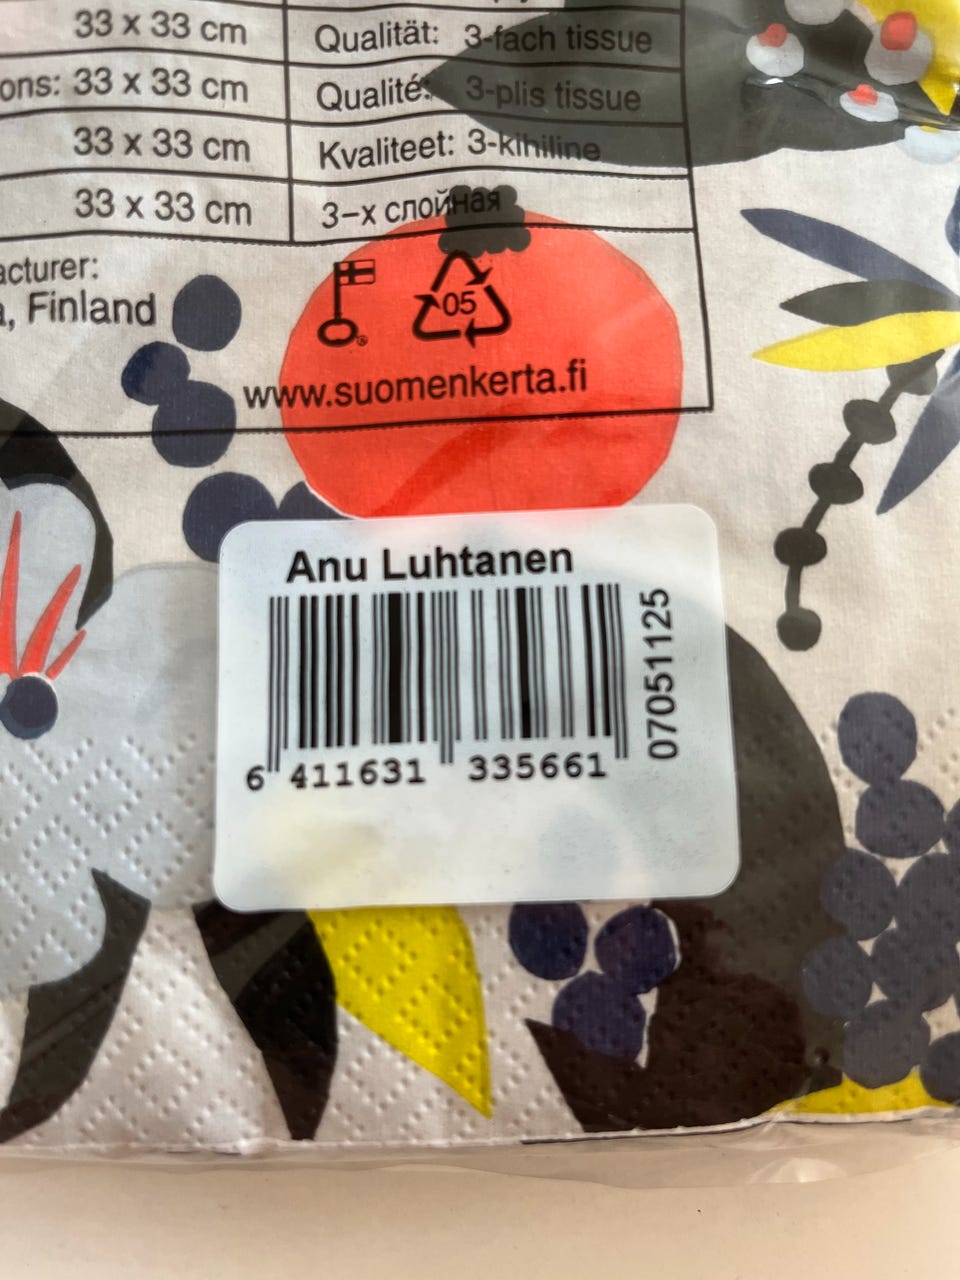 33 x 33 cm Qualität: 3-fach tissue
ons: 33 x 33 cm Qualité: 3-plis tissue
33 x 33 cm Kvaliteet: 3-kihiline
33 x 33 cm 3-х слойная
acturer:
a, Finland
05
®
www.suomenkerta.fi
Anu Luhtanen
07051125
6 411631 335661